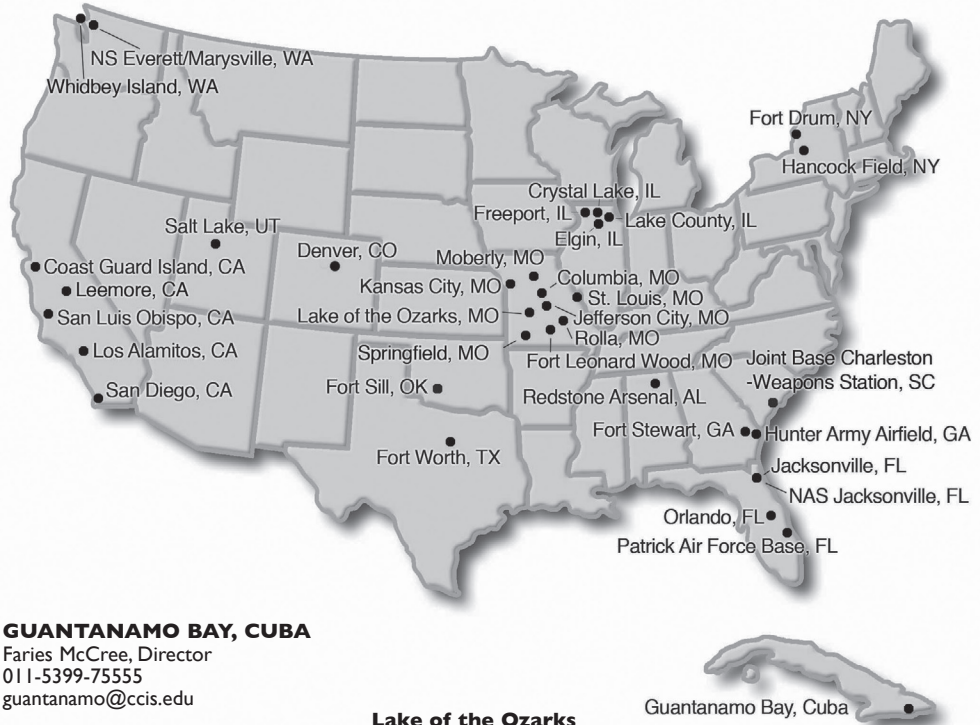 NS Everett/Marysville, WA
Whidbey Island, WA
Fort Drum, NY
Hancock Field, NY
Crystal Lake, IL
Freeport, IL
Lake County, IL
Elgin, IL
Salt Lake, UT
Denver, CO
Moberly, MO
Coast Guard Island, CA
Columbia, MO
Kansas City, MO
Leemore, CA
St. Louis, MO
San Luis Obispo, CA
Lake of the Ozarks, MO
Jefferson City, MO
Rolla, MO
Los Alamitos, CA
Springfield, MO
Fort Leonard Wood, MO
Joint Base Charleston
-Weapons Station, SC
San Diego, CA
Fort Sill, OK
Redstone Arsenal, AL
Fort Stewart, GA
Hunter Army Airfield, GA
Fort Worth, TX
Jacksonville, FL
NAS Jacksonville, FL
Orlando, FL
Patrick Air Force Base, FL
GUANTANAMO BAY, CUBA
Faries McCree, Director
011-5399-75555
guantanamo@ccis.edu
Guantanamo Bay, Cuba
Lake of the Ozarks